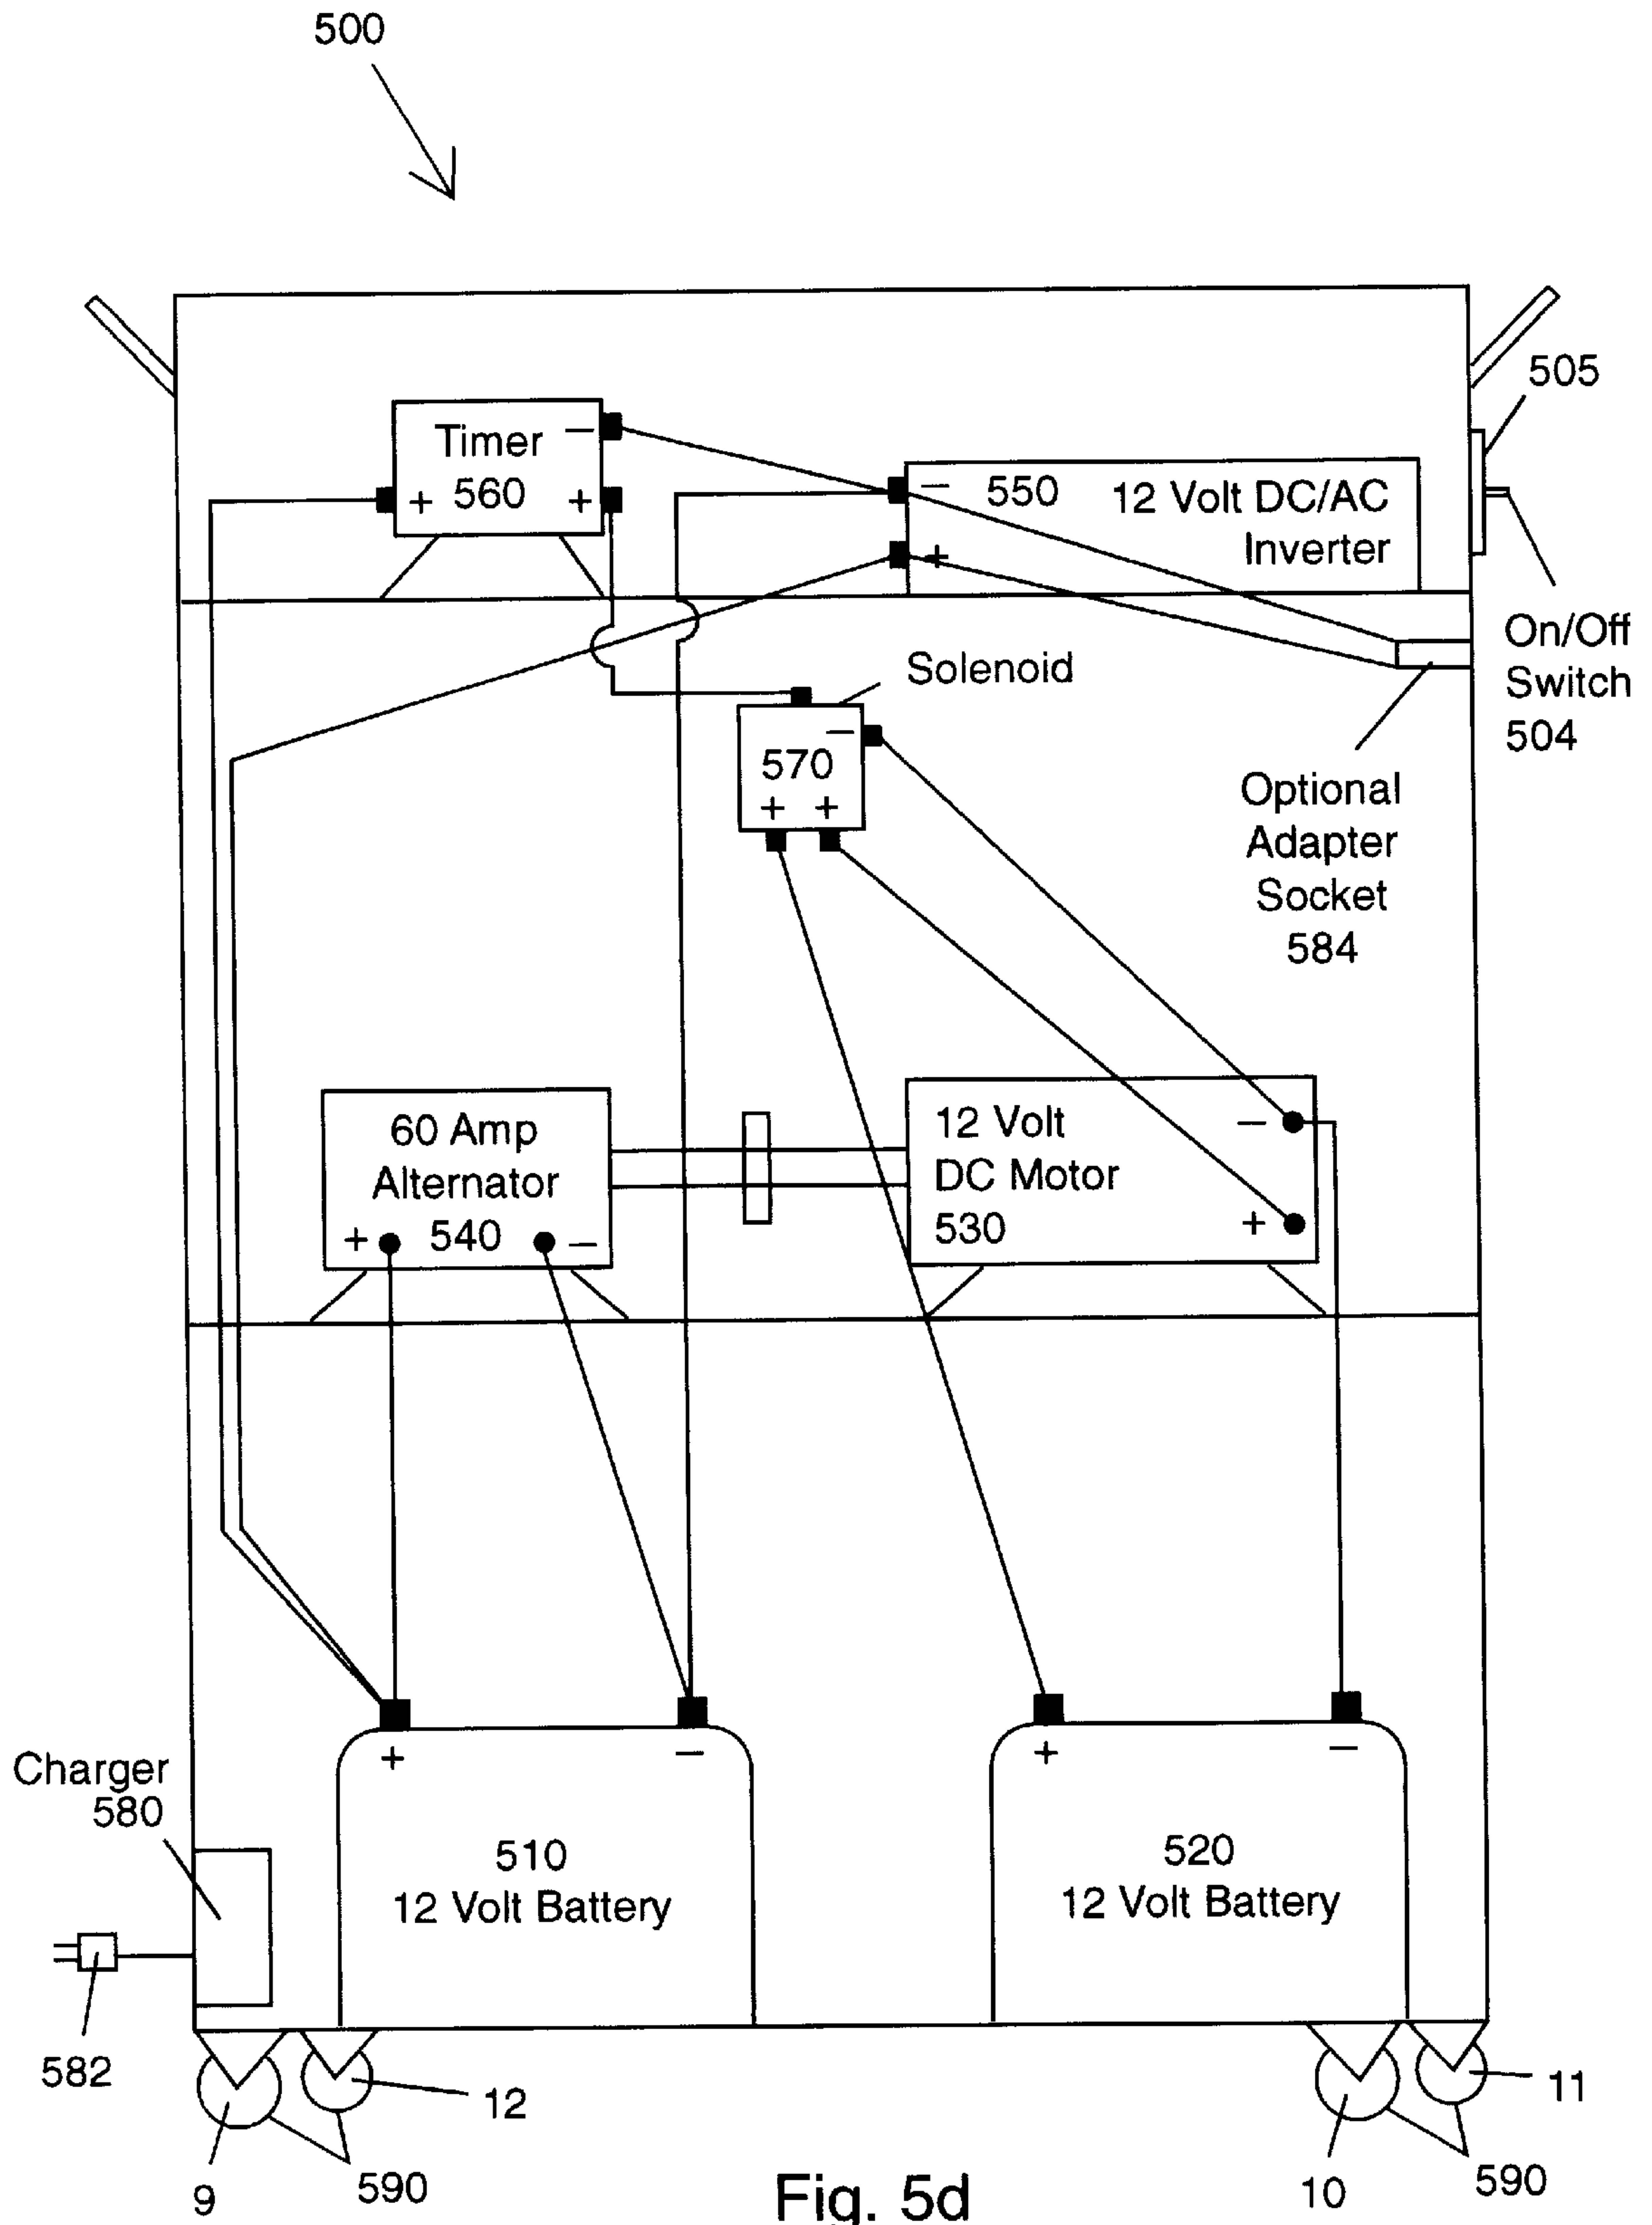 500
505
Timer —
+ 560 +
— 550 12 Volt DC/AC
+ Inverter
On/Off
Switch
504
Solenoid
—
570
+ +
Optional
Adapter
Socket
584
60 Amp
Alternator
+ 540 —
12 Volt —
DC Motor
530 +
Charger
580
+ —
510
12 Volt Battery
+ —
520
12 Volt Battery
582
12
9
590
11
10
590
Fig. 5d